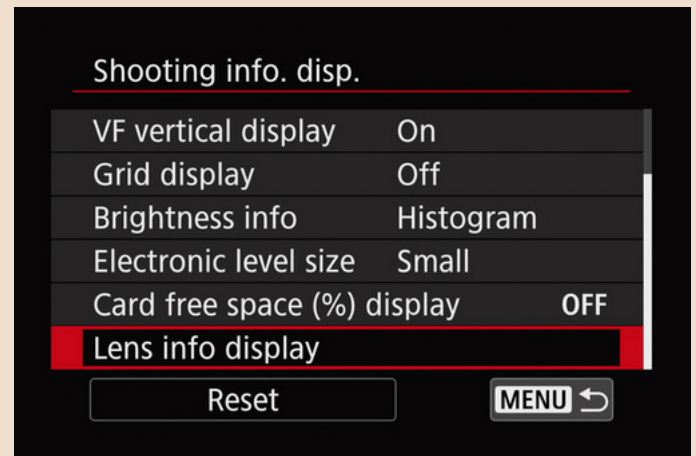 Shooting info. disp.
VF vertical display On
Grid display Off
Brightness info Histogram
Electronic level size Small
Card free space (%) display OFF
Lens info display
Reset MENU